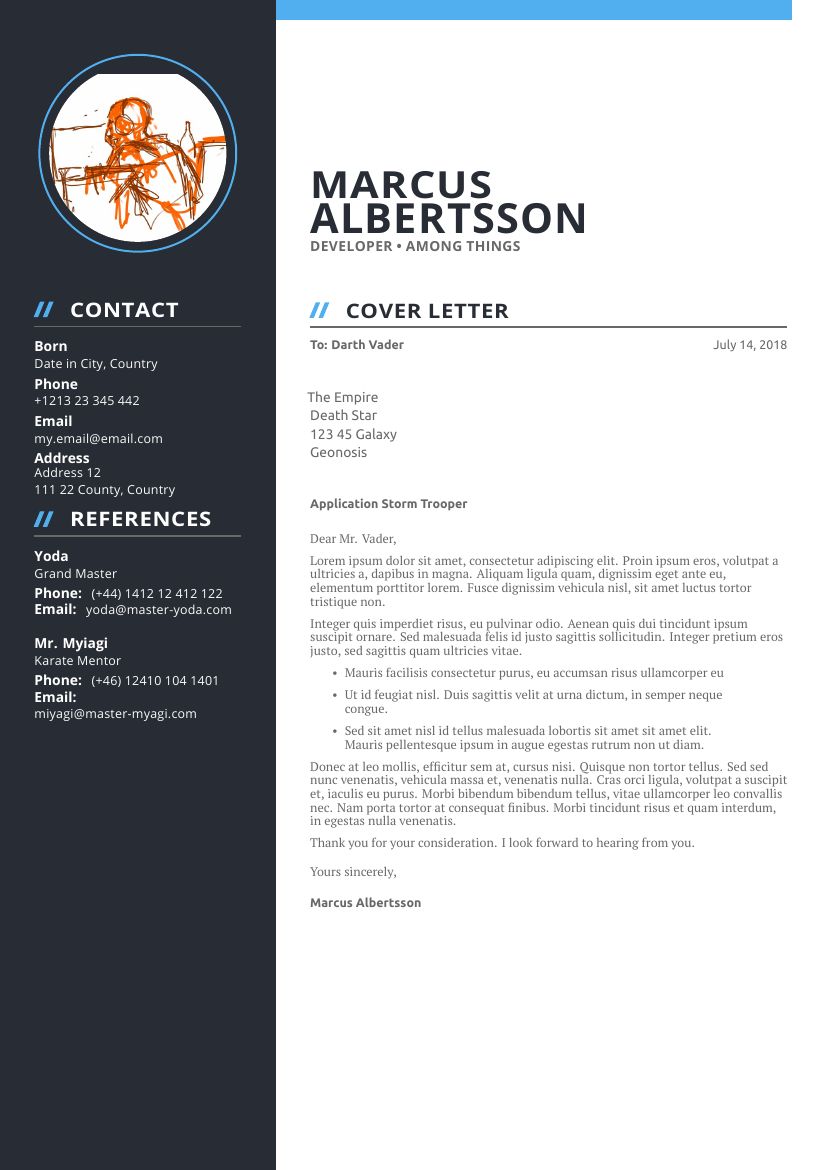 MARCUS
ALBERTSSON
DEVELOPER • AMONG THINGS
// CONTACT
Born
Date in City, Country
Phone
+1213 23 345 442
Email
my.email@email.com
Address
Address 12
111 22 County, Country
// REFERENCES
Yoda
Grand Master
Phone: (+44) 1412 12 412 122
Email: yoda@master-yoda.com
Mr. Myiagi
Karate Mentor
Phone: (+46) 12410 104 1401
Email:
miyagi@master-myagi.com
// COVER LETTER
To: Darth Vader July 14, 2018
The Empire
Death Star
123 45 Galaxy
Geonosis
Application Storm Trooper
Dear Mr. Vader,
Lorem ipsum dolor sit amet, consectetur adipiscing elit. Proin ipsum eros, volutpat a
ultricies a, dapibus in magna. Aliquam ligula quam, dignissim eget ante eu,
elementum porttitor lorem. Fusce dignissim vehicula nisl, sit amet luctus tortor
tristique non.
Integer quis imperdiet risus, eu pulvinar odio. Aenean quis dui tincidunt ipsum
suscipit ornare. Sed malesuada felis id justo sagittis sollicitudin. Integer pretium eros
justo, sed sagittis quam ultricies vitae.
• Mauris facilisis consectetur purus, eu accumsan risus ullamcorper eu
• Ut id feugiat nisl. Duis sagittis velit at urna dictum, in semper neque
congue.
• Sed sit amet nisl id tellus malesuada lobortis sit amet sit amet elit.
Mauris pellentesque ipsum in augue egestas rutrum non ut diam.
Donec at leo mollis, efficitur sem at, cursus nisi. Quisque non tortor tellus. Sed sed
nunc venenatis, vehicula massa et, venenatis nulla. Cras orci ligula, volutpat a suscipit
et, iaculis eu purus. Morbi bibendum bibendum tellus, vitae ullamcorper leo convallis
nec. Nam porta tortor at consequat finibus. Morbi tincidunt risus et quam interdum,
in egestas nulla venenatis.
Thank you for your consideration. I look forward to hearing from you.
Yours sincerely,
Marcus Albertsson